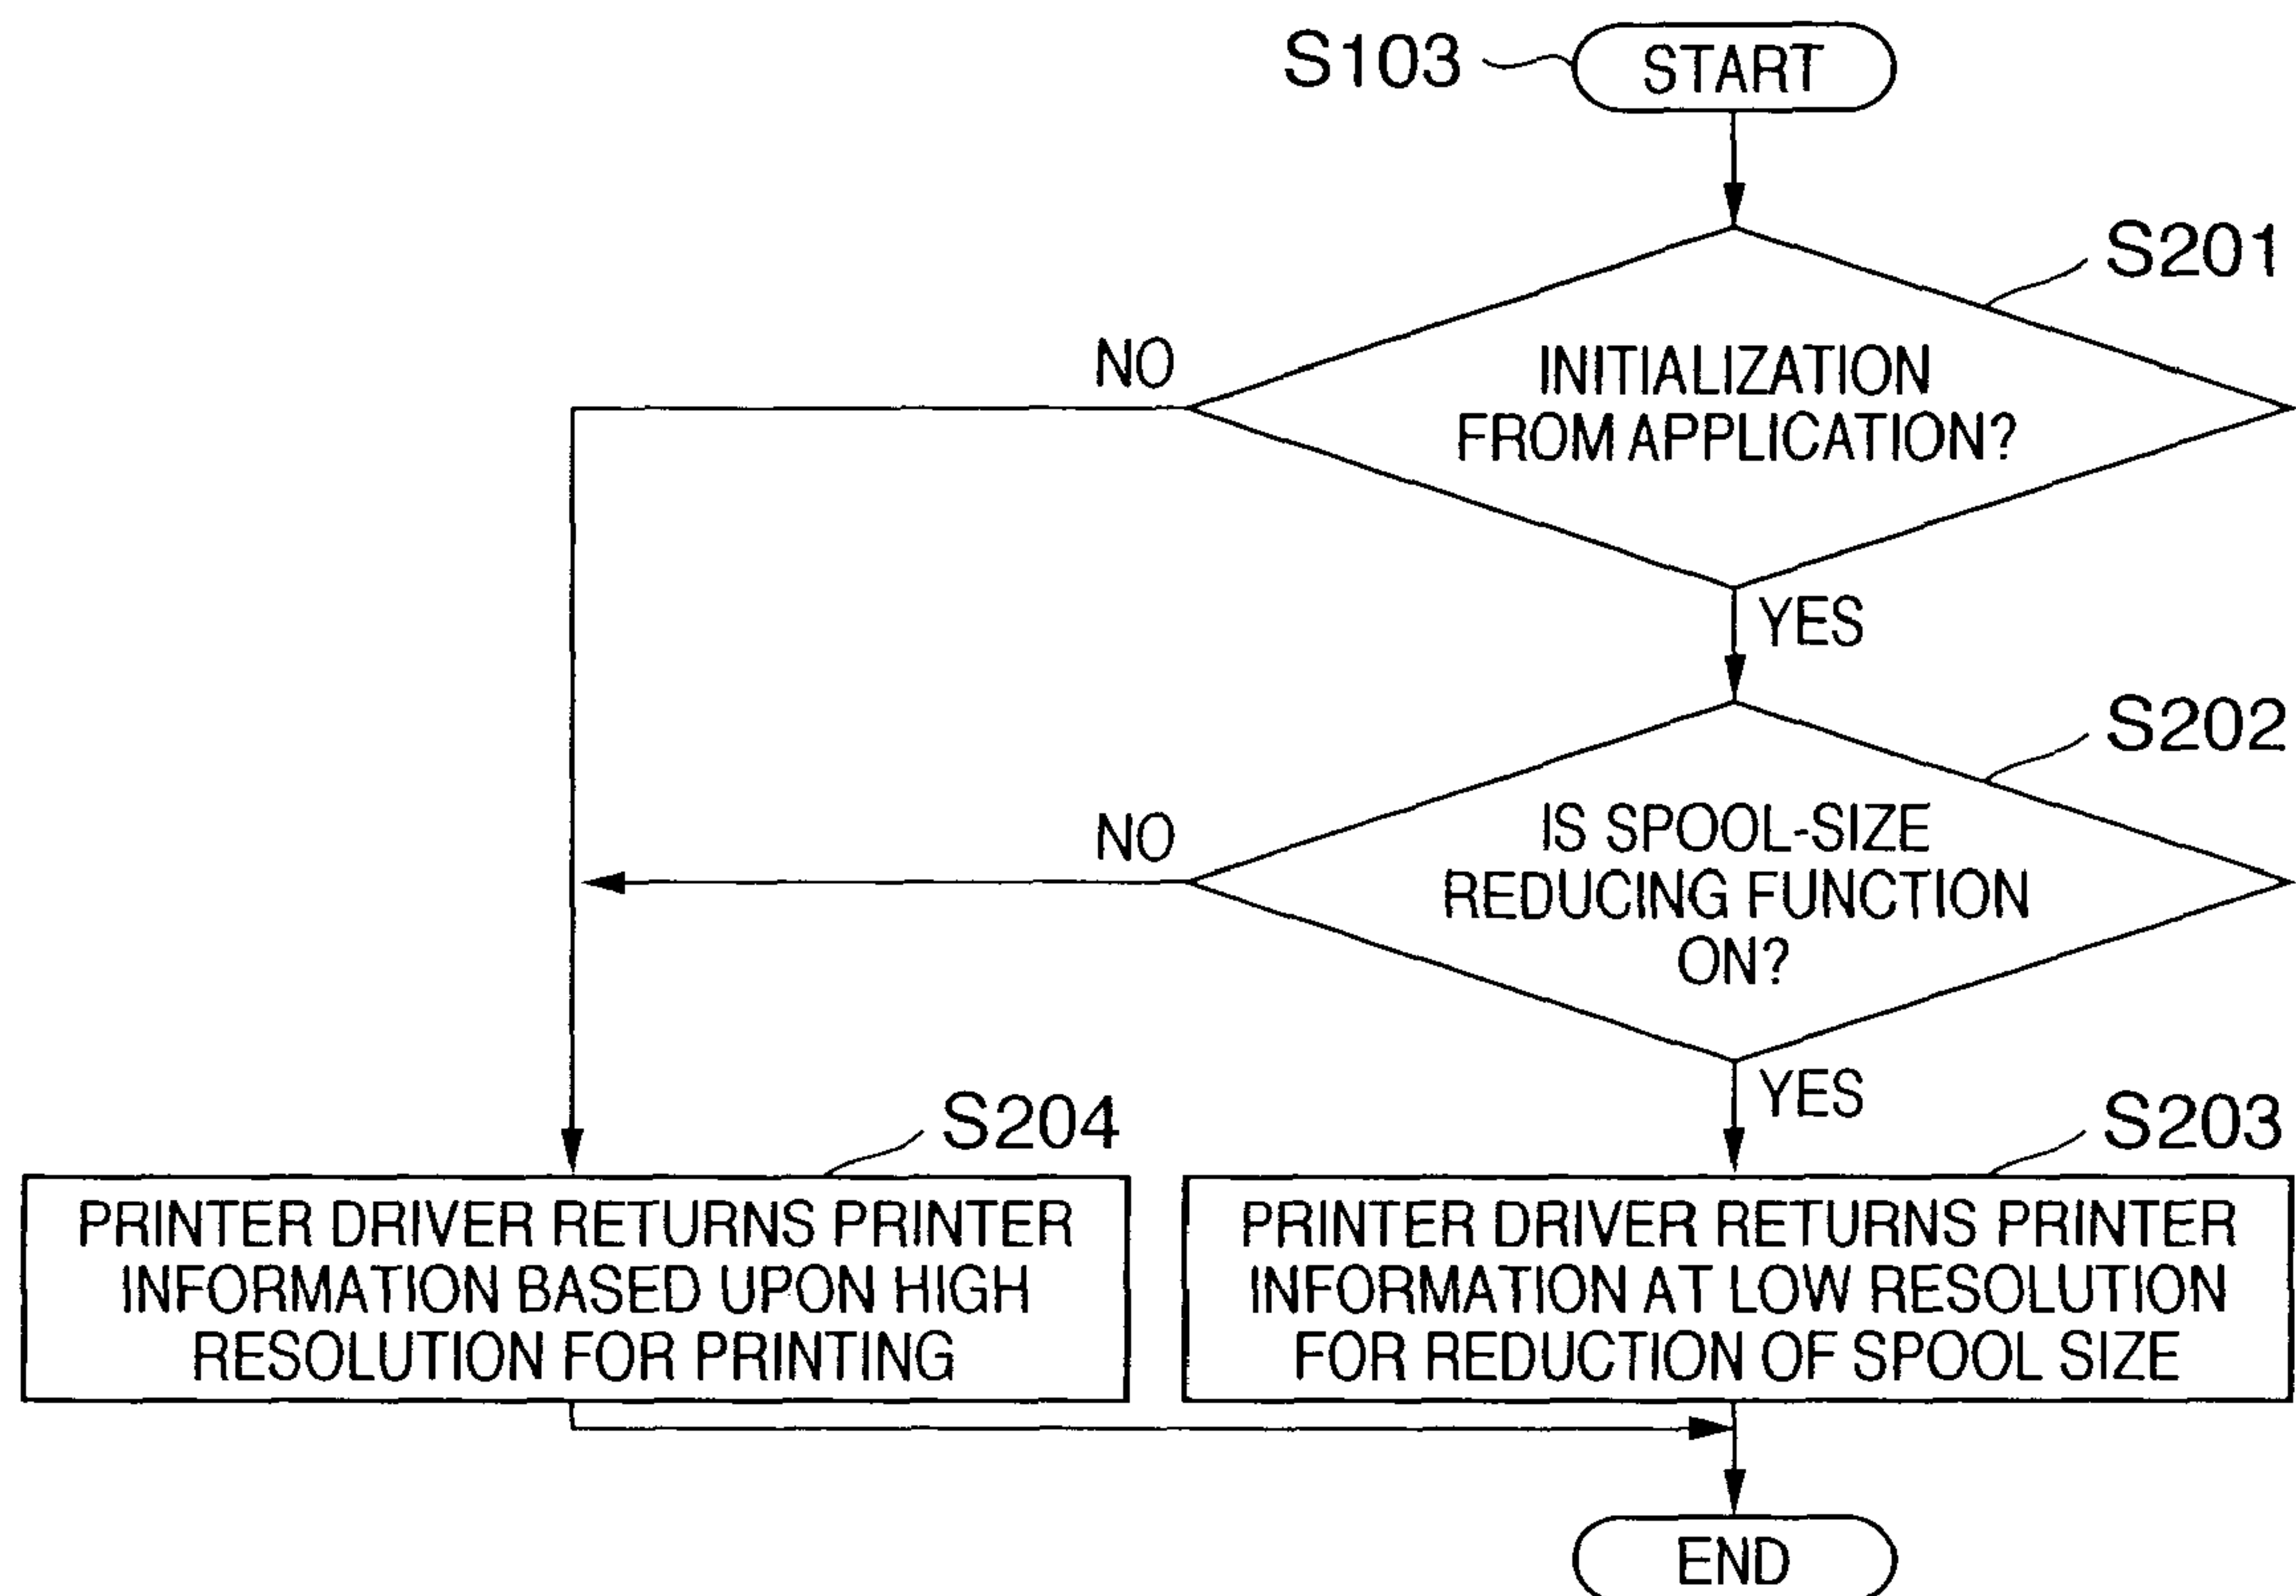 S103
START
S201
NO
INITIALIZATION
FROM APPLICATION?
YES
S202
NO
IS SPOOL-SIZE
REDUCING FUNCTION
ON?
YES
S204
S203
PRINTER DRIVER RETURNS PRINTER
INFORMATION BASED UPON HIGH
RESOLUTION FOR PRINTING
PRINTER DRIVER RETURNS PRINTER
INFORMATION AT LOW RESOLUTION
FOR REDUCTION OF SPOOL SIZE
END